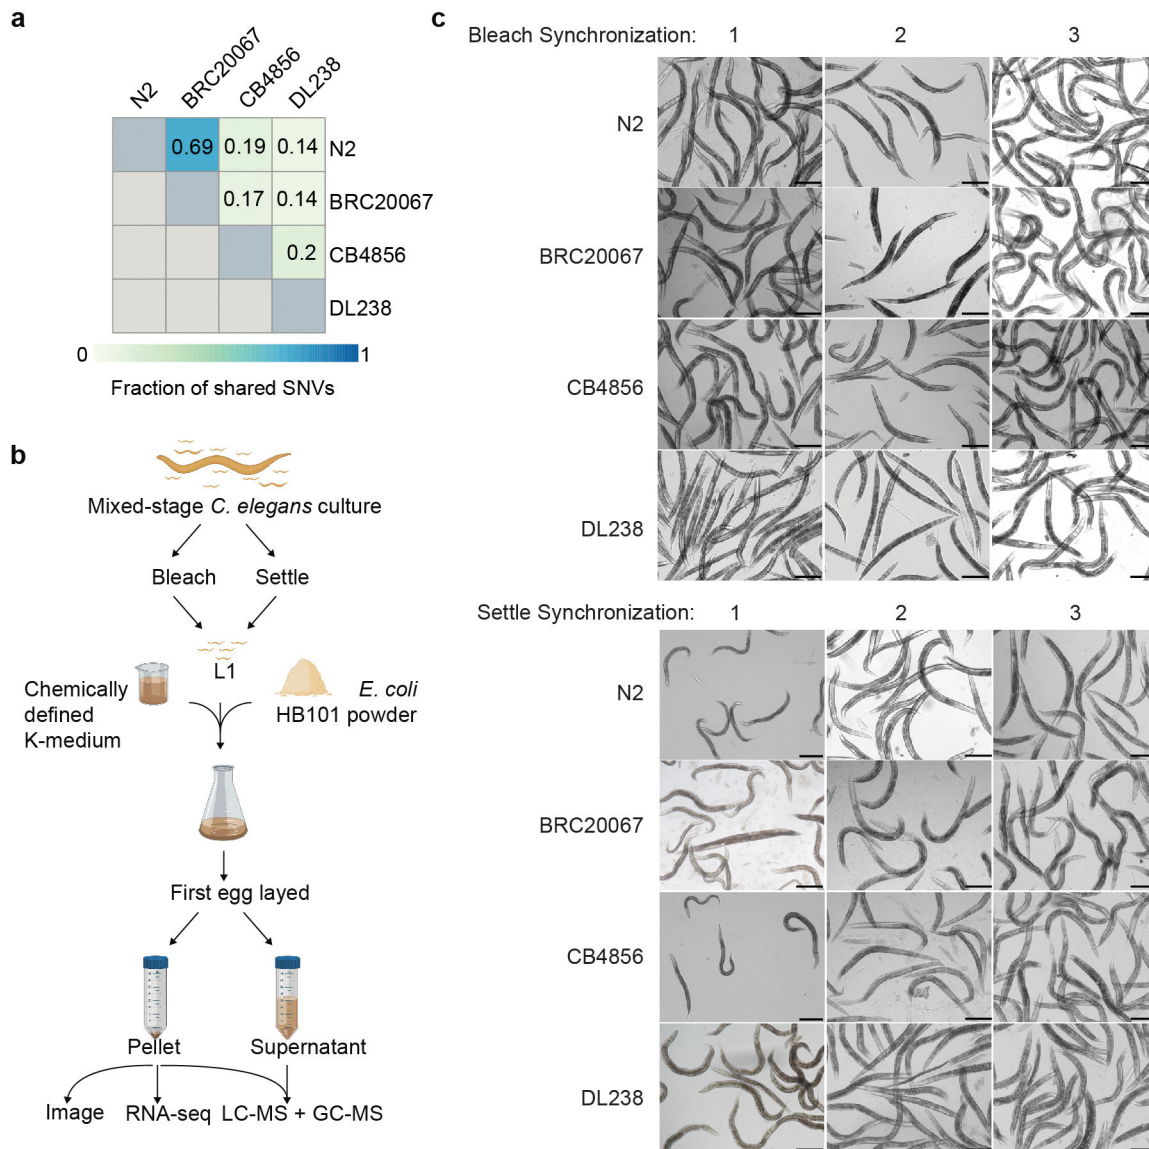 a
N2
BRC20067
CB4856
DL238
0.69 0.19 0.14 N2
0.17 0.14 BRC20067
0.2 CB4856
DL238
0 1
Fraction of shared SNVs
b
Mixed-stage C. elegans culture
Bleach Settle
L1
Chemically
defined
K-medium
E. coli
HB101 powder
First egg layed
Pellet Supernatant
Image RNA-seq LC-MS + GC-MS
c
Bleach Synchronization: 1 2 3
N2
BRC20067
CB4856
DL238
Settle Synchronization: 1 2 3
N2
BRC20067
CB4856
DL238